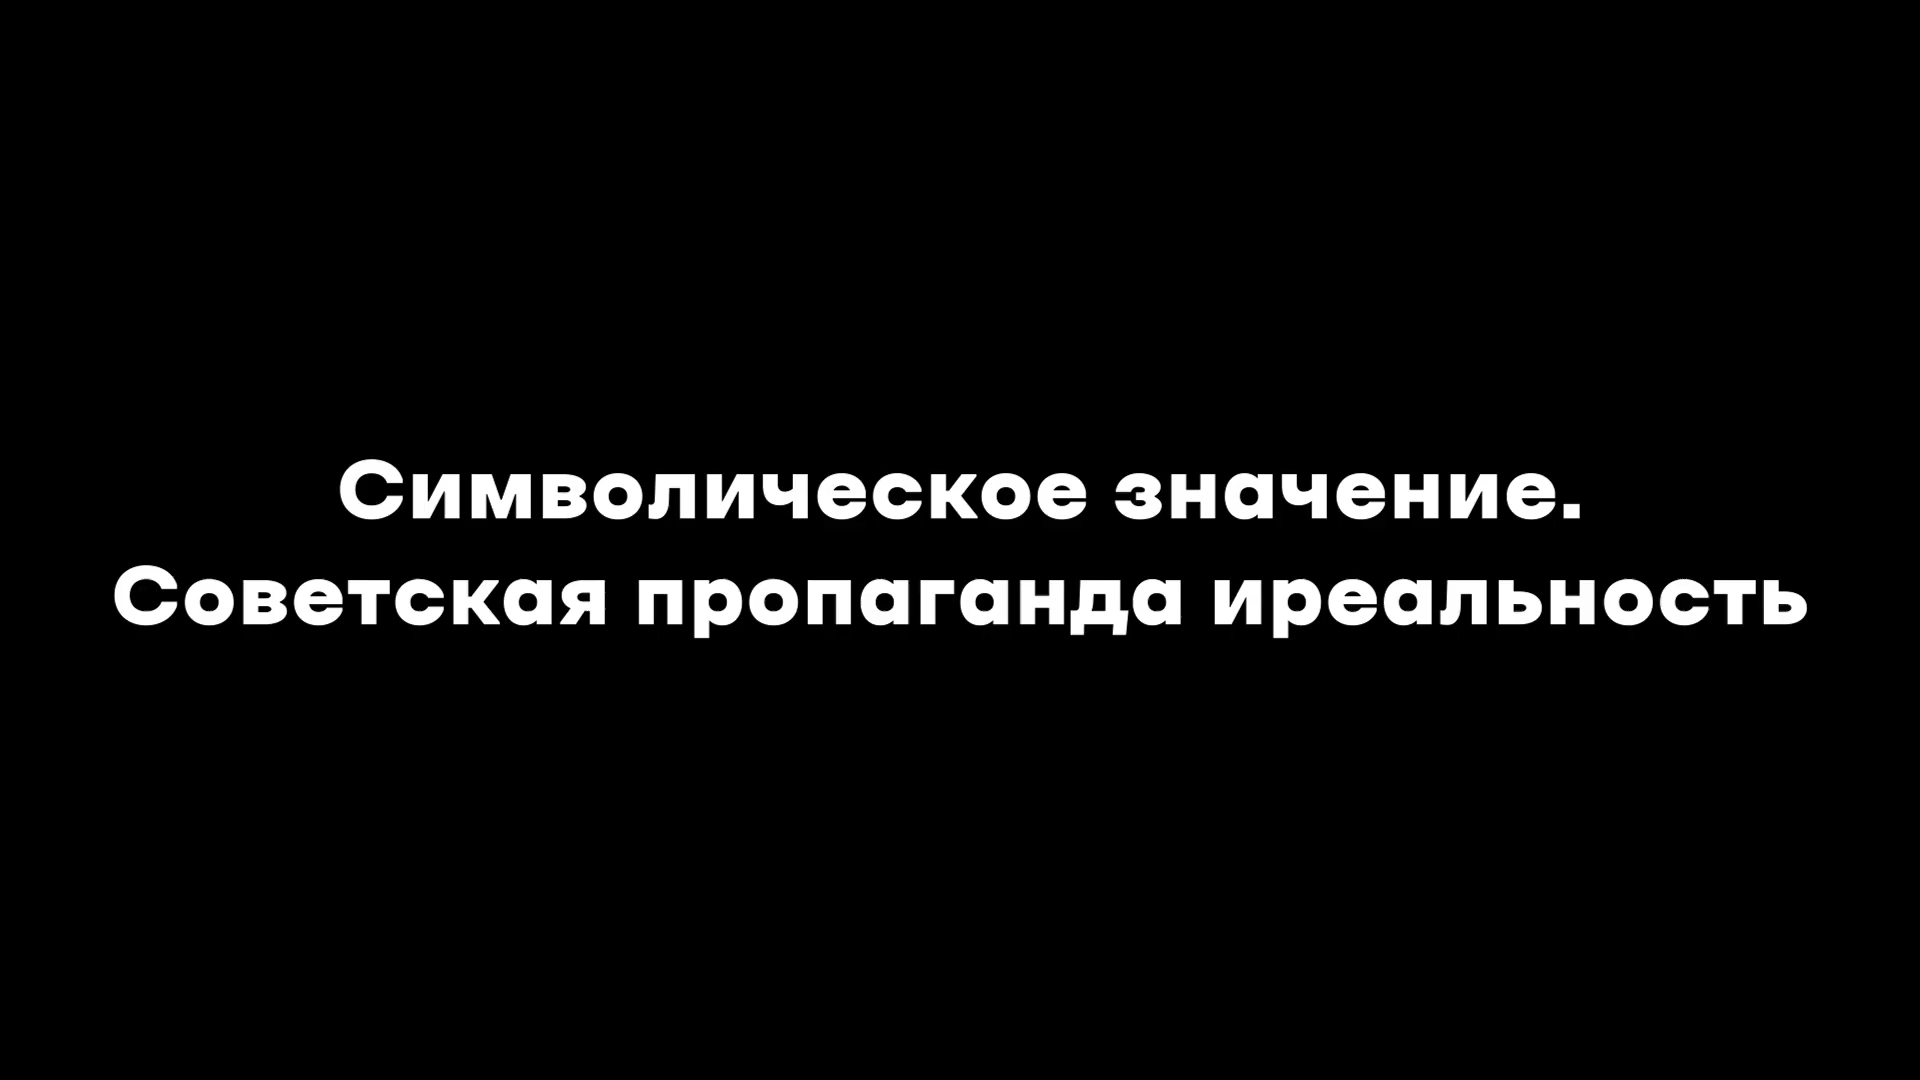 Символическое значение.
Советская пропаганда иреальность